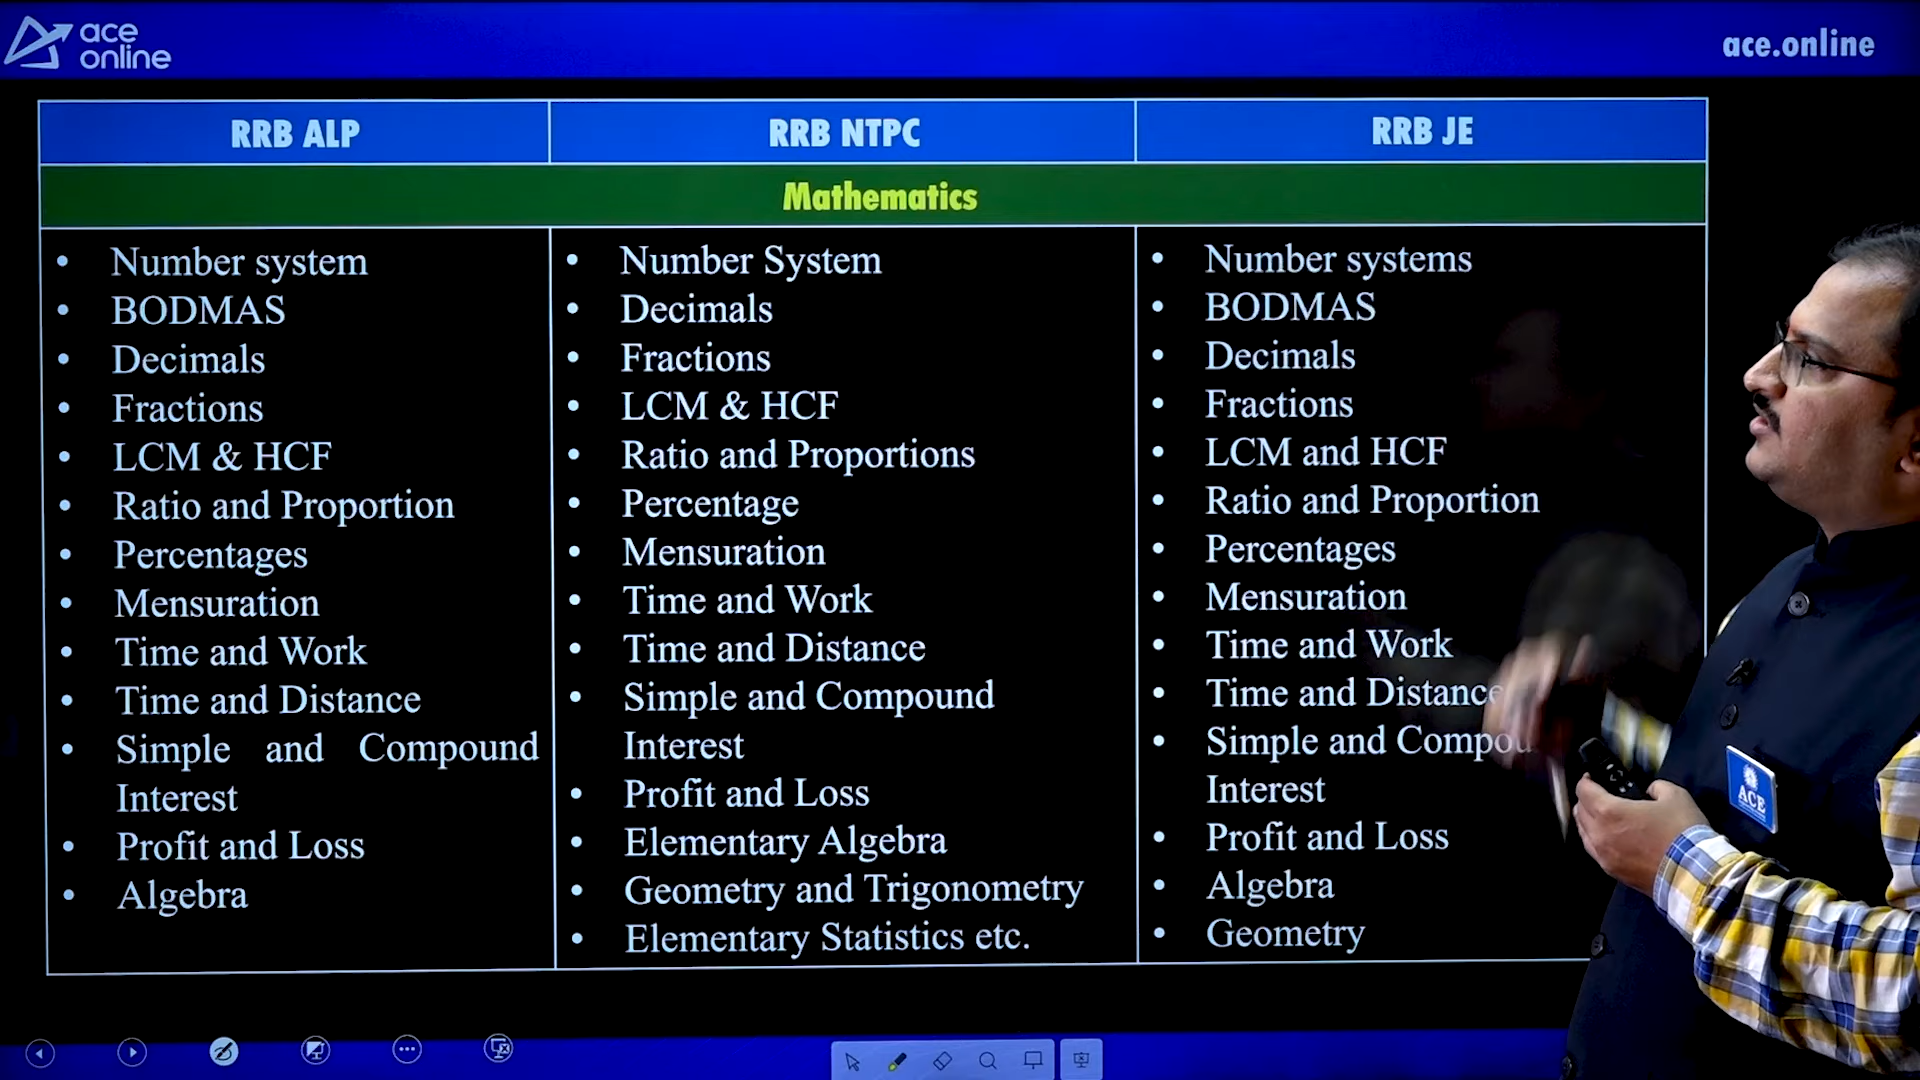 ace
online
ace.online
RRB ALP
RRB NTPC
RRB JE
Mathematics
• Number system
• BODMAS
• Decimals
• Fractions
• LCM & HCF
• Ratio and Proportion
• Percentages
• Mensuration
• Time and Work
• Time and Distance
• Simple and Compound
Interest
• Profit and Loss
• Algebra
• Number System
• Decimals
• Fractions
• LCM & HCF
• Ratio and Proportions
• Percentage
• Mensuration
• Time and Work
• Time and Distance
• Simple and Compound
Interest
• Profit and Loss
• Elementary Algebra
• Geometry and Trigonometry
• Elementary Statistics etc.
• Number systems
• BODMAS
• Decimals
• Fractions
• LCM and HCF
• Ratio and Proportion
• Percentages
• Mensuration
• Time and Work
• Time and Distance
• Simple and Compou
Interest
• Profit and Loss
• Algebra
• Geometry
ACE